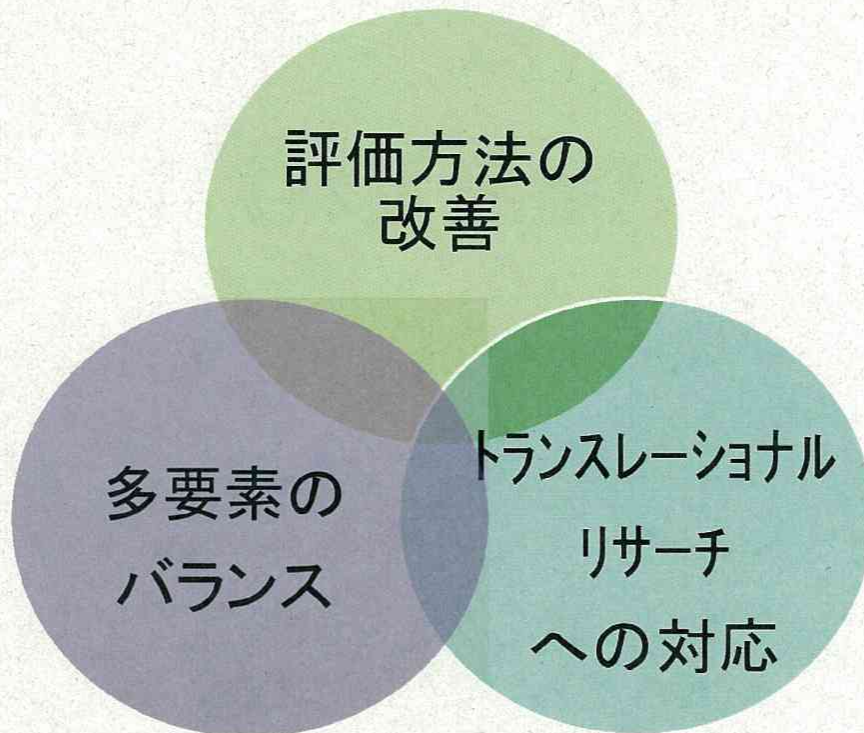 評価方法の
改善
多要素の
バランス
トランスレーショナル
リサーチ
への対応